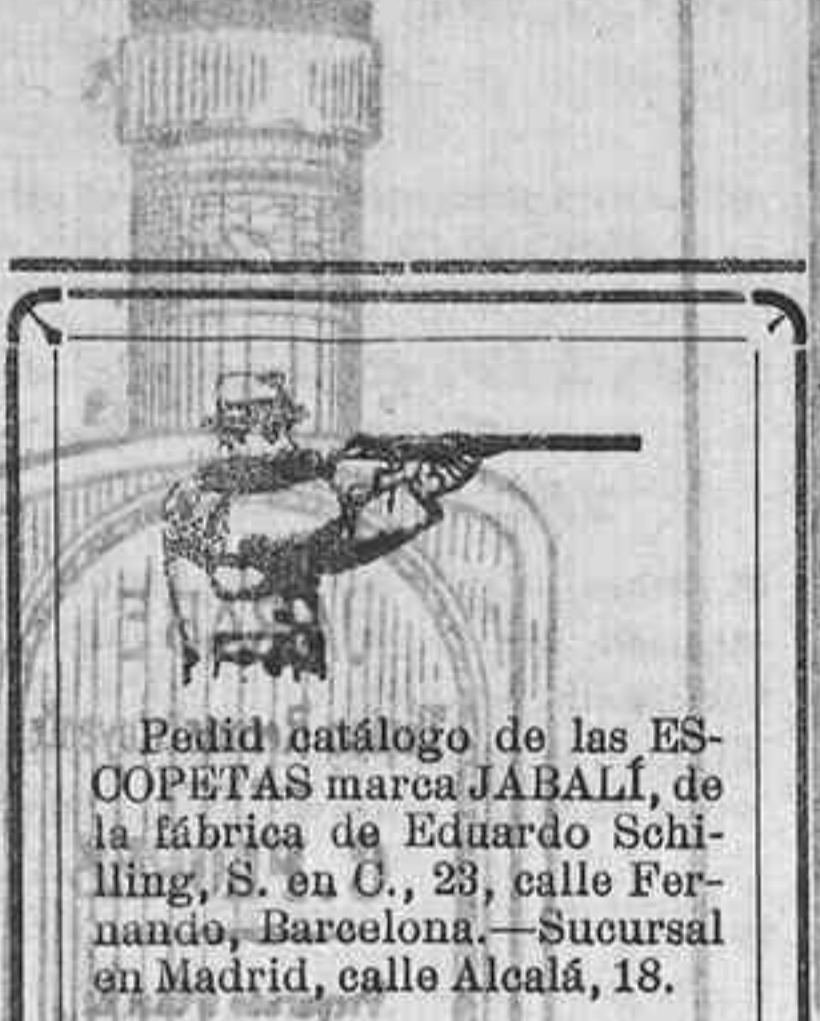 Pedid catálogo de las ES-
COPETAS marca JABALÍ, de
la fábrica de Eduardo Schi-
lling, S. en C., 23, calle Fer-
nando, Barcelona.—Sucursal
en Madrid, calle Alcalá, 18.